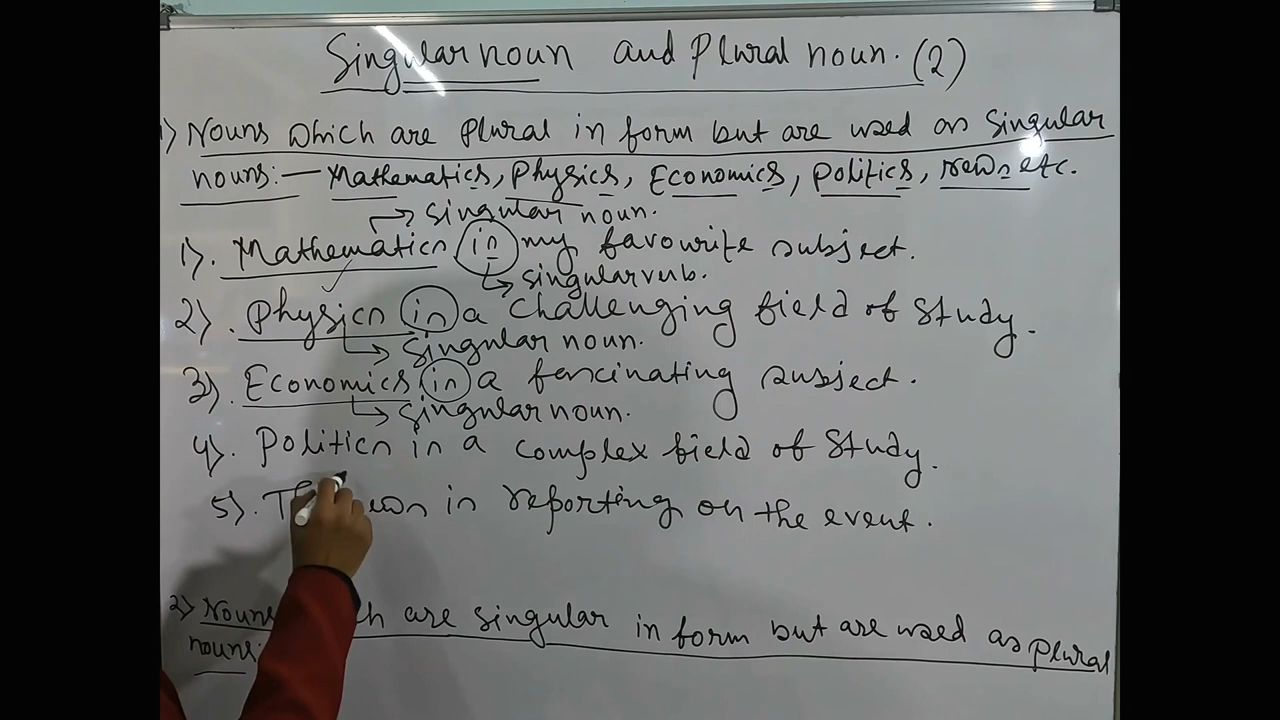 Singular noun and Plural noun. (2)
1) Nouns which are plural in form but are used as singular
nouns:— Mathematics, Physics, Economics, Politics, news etc.
→ singular noun.
1). Mathematics is my favourite subject.
→ singular verb.
2). Physics is a challenging field of study.
→ singular noun.
3). Economics is a fascinating subject.
→ singular noun.
4). Politics is a complex field of study.
5). is reporting on the event.
2) Nouns are singular in form but are used as plural
nouns: